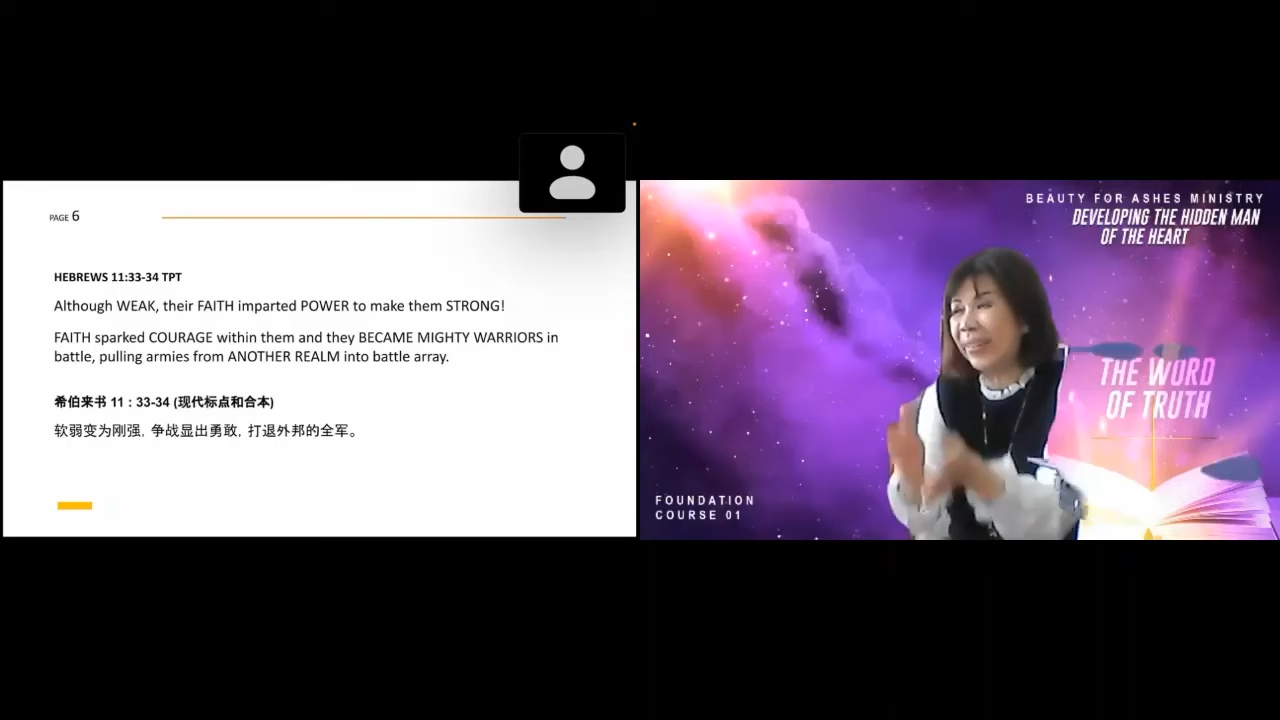 PAGE 6
HEBREWS 11:33-34 TPT
Although WEAK, their FAITH imparted POWER to make them STRONG!
FAITH sparked COURAGE within them and they BECAME MIGHTY WARRIORS in
battle, pulling armies from ANOTHER REALM into battle array.
希伯来书 11 : 33-34 (现代标点和合本)
软弱变为刚强, 争战显出勇敢, 打退外邦的全军。
BEAUTY FOR ASHES MINISTRY
DEVELOPING THE HIDDEN MAN
OF THE HEART
THE WORD
OF TRUTH
FOUNDATION
COURSE 01